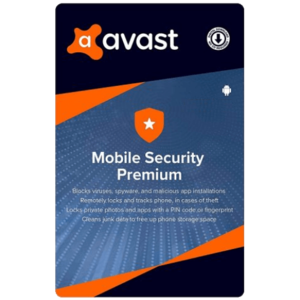 avast
Mobile Security
Premium
Blocks viruses, spyware, and malicious app installations
Remotely locks and tracks phone, in cases of theft
Locks private photos and apps with a PIN code or fingerprint
Cleans junk data to free up phone storage space